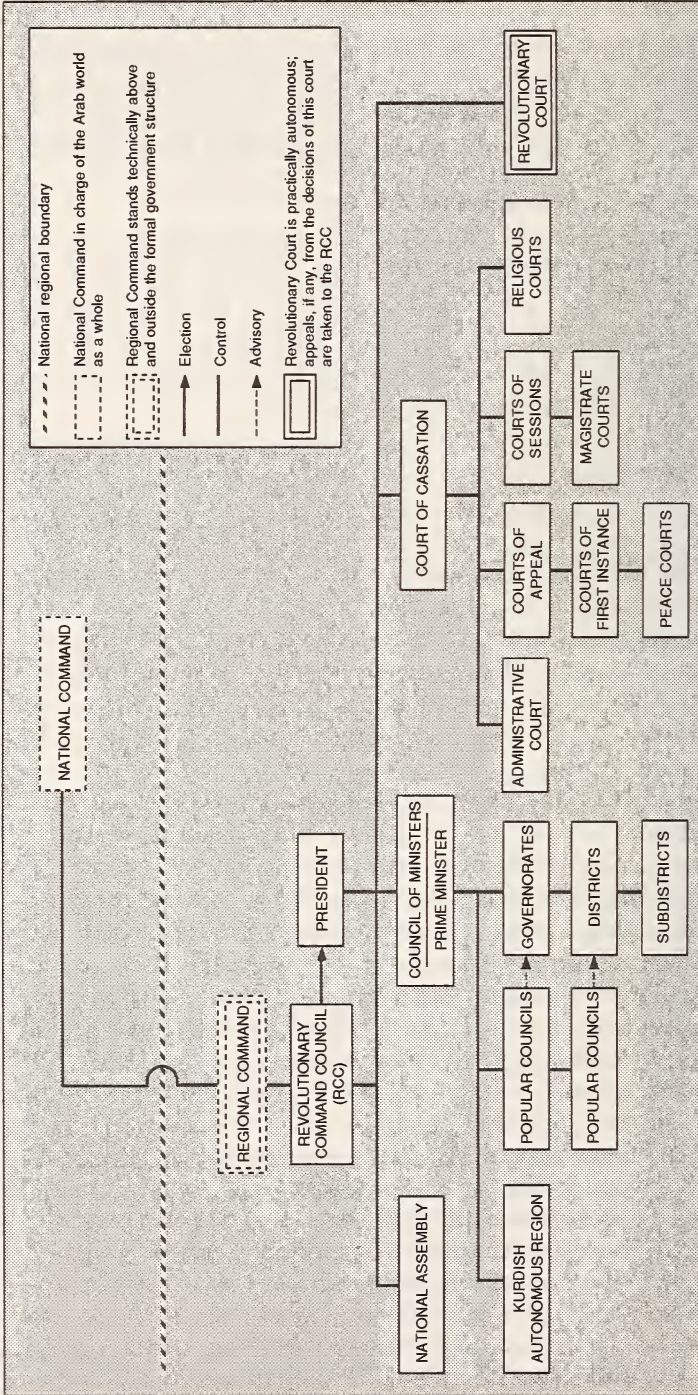 National regional boundary
National Command in charge of the Arab world
as a whole
Regional Command stands technically above
and outside the formal government structure
Election
Control
Advisory
Revolutionary Court is practically autonomous;
appeals, if any, from the decisions of this court
are taken to the RCC
NATIONAL COMMAND
REGIONAL COMMAND
REVOLUTIONARY
COMMAND COUNCIL
(RCC)
PRESIDENT
NATIONAL ASSEMBLY
COUNCIL OF MINISTERS
PRIME MINISTER
COURT OF CASSATION
REVOLUTIONARY
COURT
KURDISH
AUTONOMOUS REGION
POPULAR COUNCILS
POPULAR COUNCILS
GOVERNORATES
DISTRICTS
SUBDISTRICTS
ADMINISTRATIVE
COURT
COURTS OF
APPEAL
COURTS OF
FIRST INSTANCE
PEACE COURTS
COURTS OF
SESSIONS
MAGISTRATE
COURTS
RELIGIOUS
COURTS